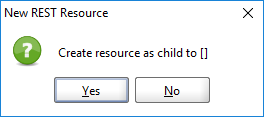 New REST Resource
Create resource as child to []
Yes
No